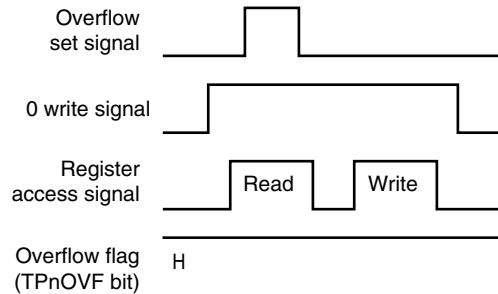 Overflow
set signal
0 write signal
Register
access signal
Read
Write
Overflow flag
(TPnOVF bit)
H